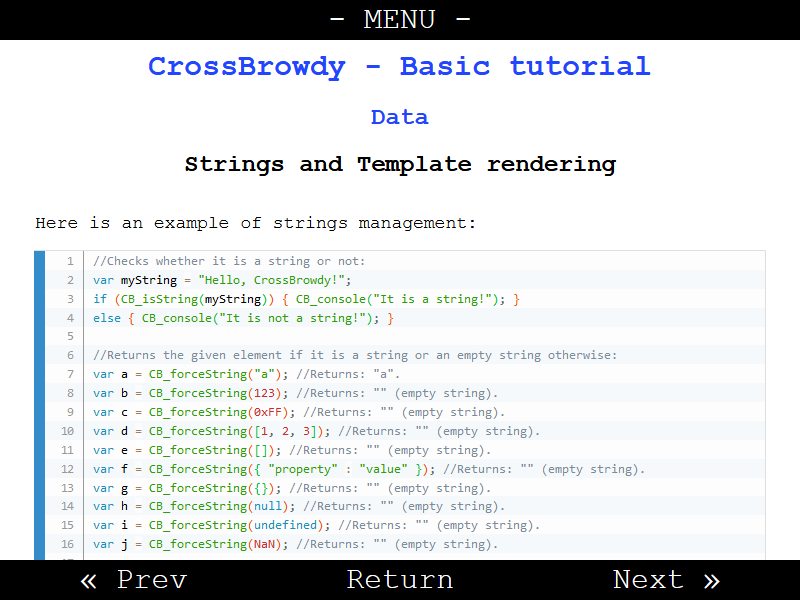 - MENU -
CrossBrowdy - Basic tutorial
Data
Strings and Template rendering
Here is an example of strings management:
1 //Checks whether it is a string or not:
2 var myString = "Hello, CrossBrowdy!";
3 if (CB_isString(myString)) { CB_console("It is a string!"); }
4 else { CB_console("It is not a string!"); }
5
6 //Returns the given element if it is a string or an empty string otherwise:
7 var a = CB_forceString("a"); //Returns: "a".
8 var b = CB_forceString(123); //Returns: "" (empty string).
9 var c = CB_forceString(0xFF); //Returns: "" (empty string).
10 var d = CB_forceString([1, 2, 3]); //Returns: "" (empty string).
11 var e = CB_forceString([]); //Returns: "" (empty string).
12 var f = CB_forceString({ "property" : "value" }); //Returns: "" (empty string).
13 var g = CB_forceString({}); //Returns: "" (empty string).
14 var h = CB_forceString(null); //Returns: "" (empty string).
15 var i = CB_forceString(undefined); //Returns: "" (empty string).
16 var j = CB_forceString(NaN); //Returns: "" (empty string).
« Prev Return Next »